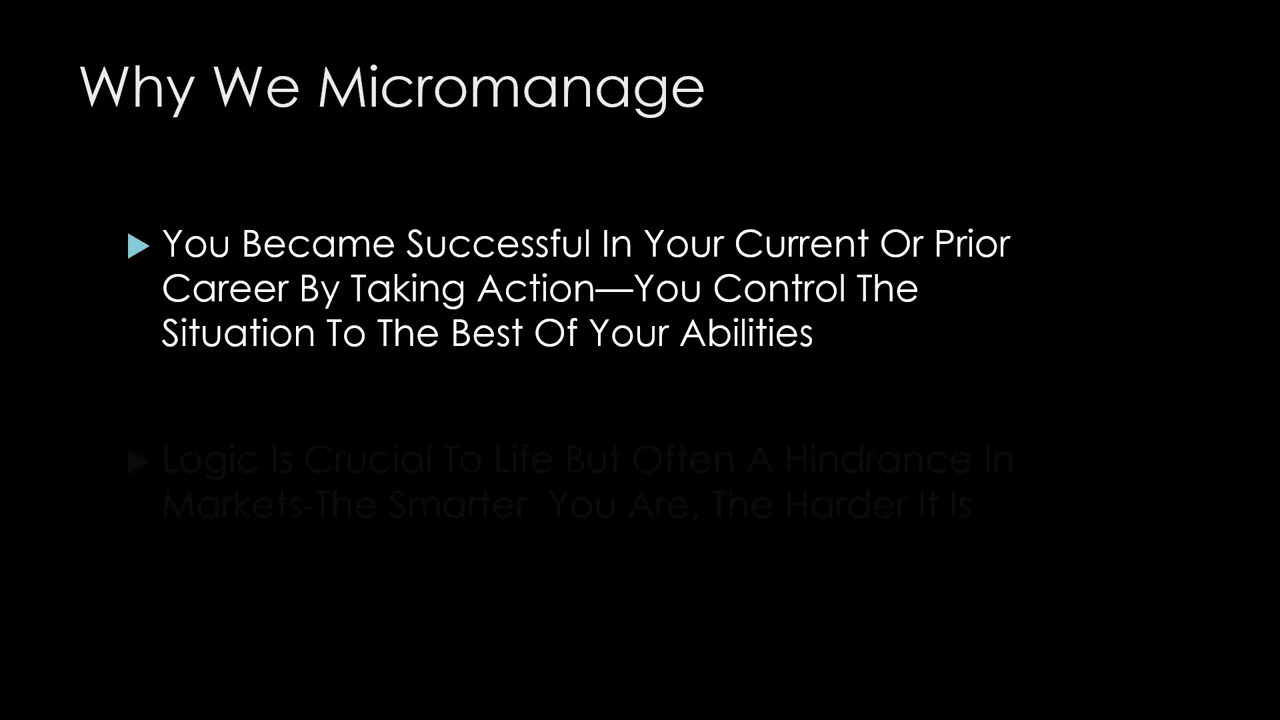 Why We Micromanage
You Became Successful In Your Current Or Prior
Career By Taking Action—You Control The
Situation To The Best Of Your Abilities
Logic Is Crucial To Life But Often A Hindrance In
Markets-The Smarter  You Are, The Harder It Is